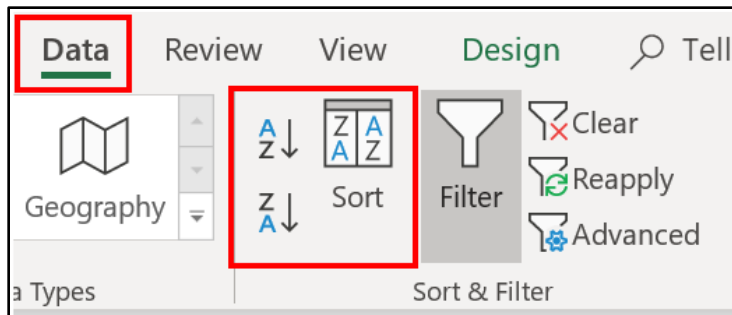 Data Review View Design Tell
A Z Z A A Z Clear
Z A Sort Filter Reapply
Geography Advanced
a Types Sort & Filter